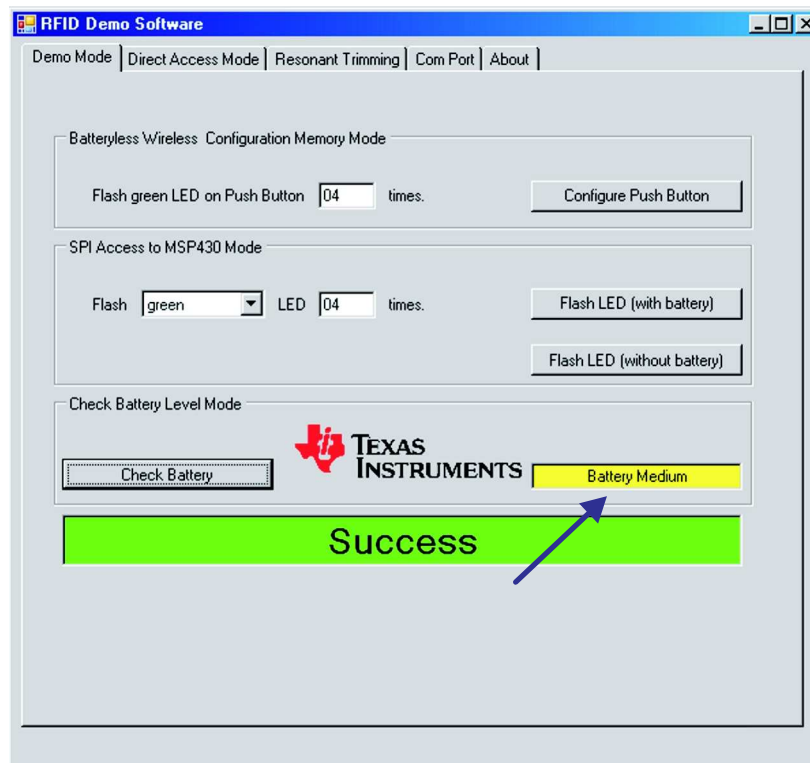 RFID Demo Software
Demo Mode Direct Access Mode Resonant Trimming Com Port About
Batteryless Wireless Configuration Memory Mode
Flash green LED on Push Button 04 times. Configure Push Button
SPI Access to MSP430 Mode
Flash green LED 04 times. Flash LED (with battery)
Flash LED (without battery)
Check Battery Level Mode
TEXAS
INSTRUMENTS
Check Battery Battery Medium
Success